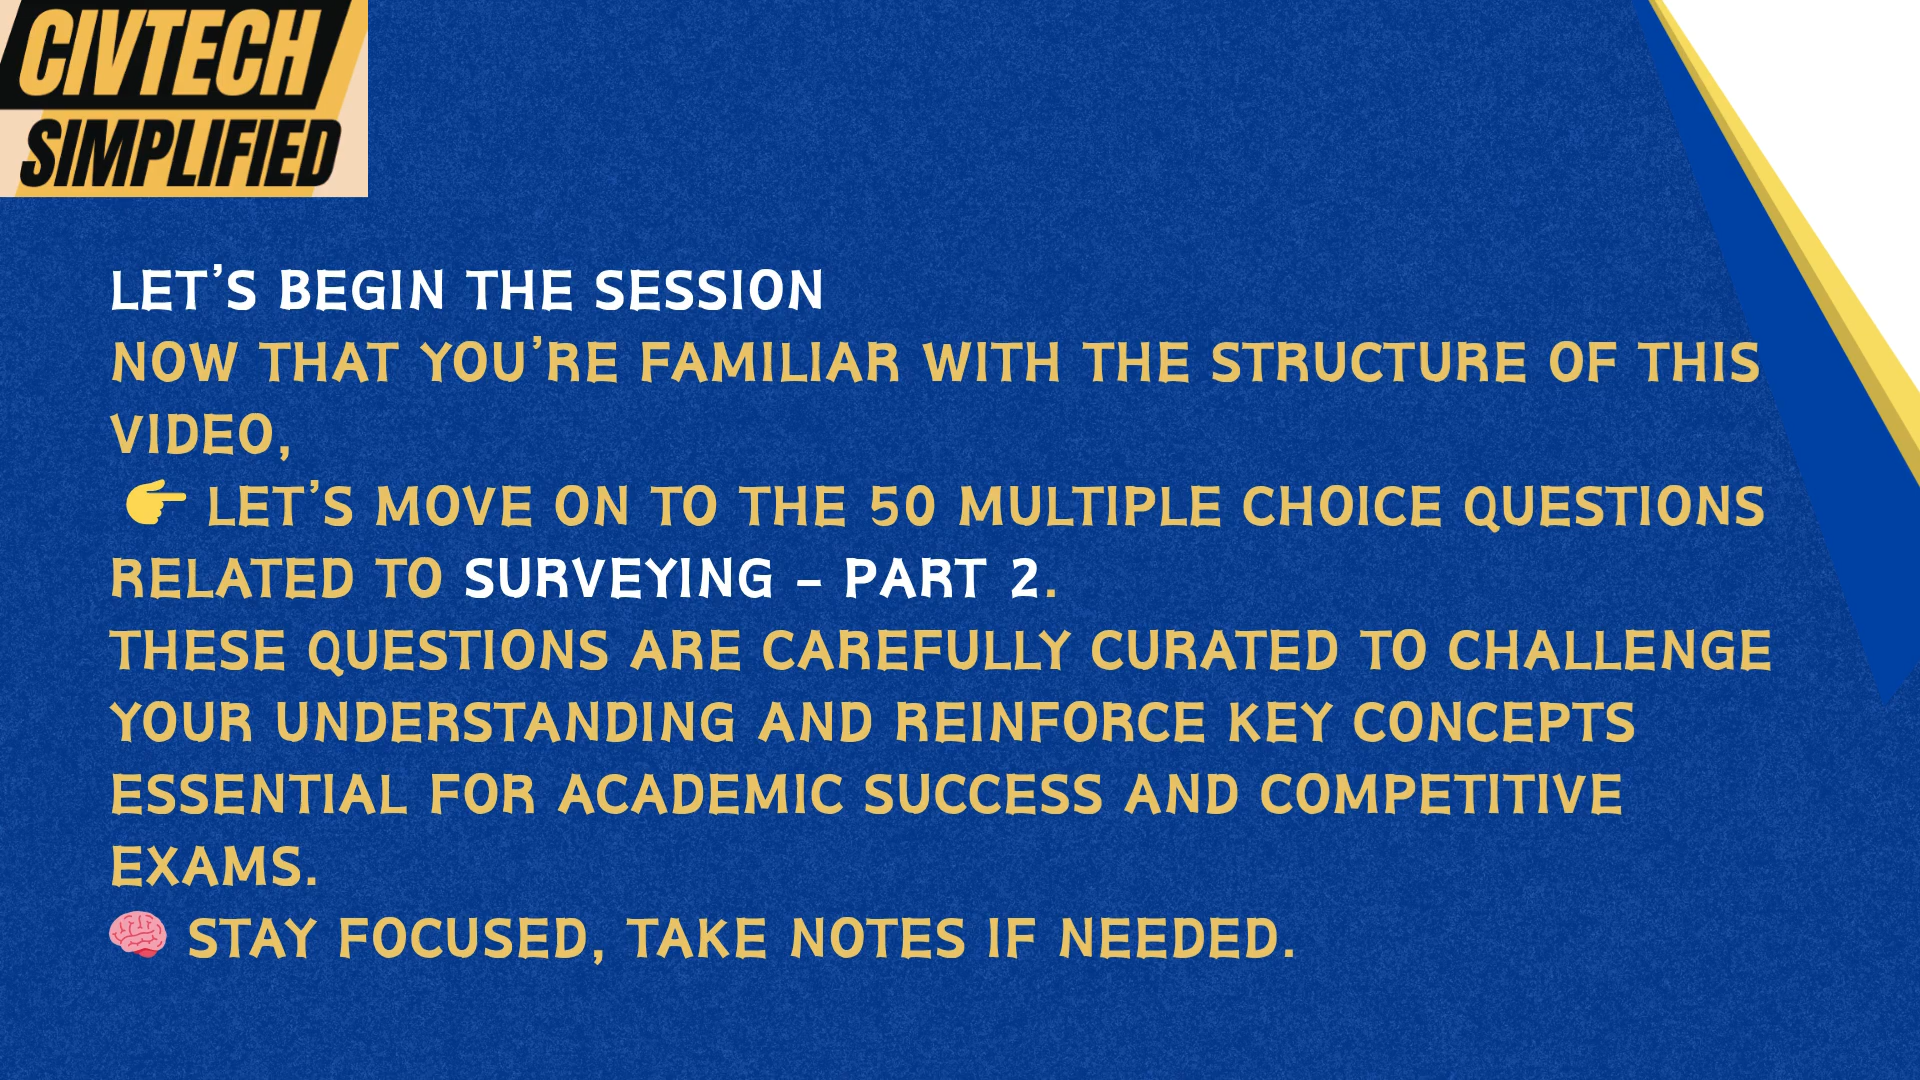 CIVTECH
SIMPLIFIED
LET’S BEGIN THE SESSION
NOW THAT YOU’RE FAMILIAR WITH THE STRUCTURE OF THIS
VIDEO,
👉 LET’S MOVE ON TO THE 50 MULTIPLE CHOICE QUESTIONS
RELATED TO SURVEYING – PART 2.
THESE QUESTIONS ARE CAREFULLY CURATED TO CHALLENGE
YOUR UNDERSTANDING AND REINFORCE KEY CONCEPTS
ESSENTIAL FOR ACADEMIC SUCCESS AND COMPETITIVE
EXAMS.
🧠 STAY FOCUSED, TAKE NOTES IF NEEDED.